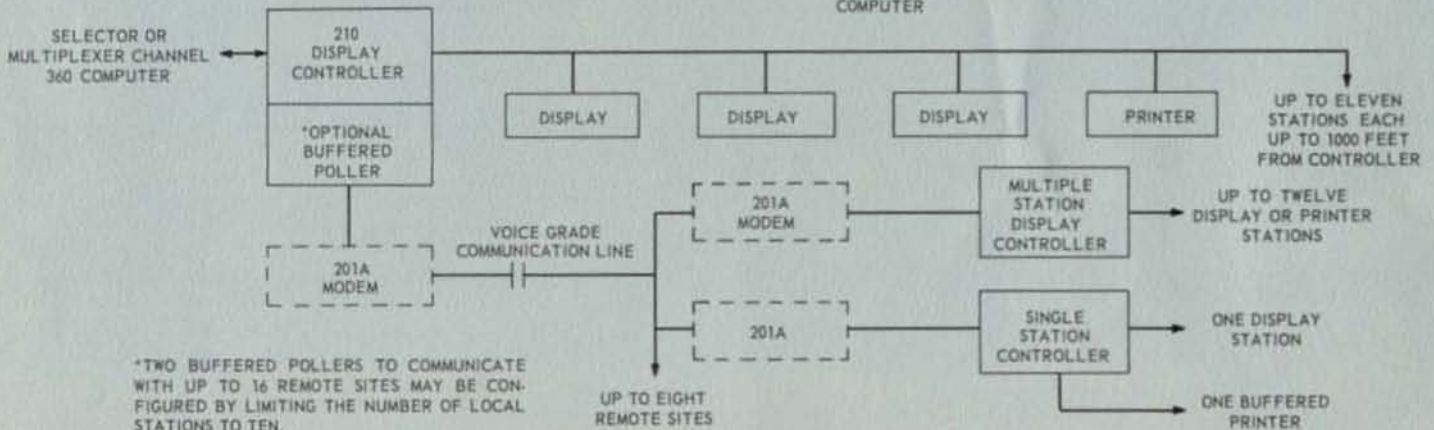 COMPUTER
SELECTOR OR
MULTIPLEXER CHANNEL
360 COMPUTER
210
DISPLAY
CONTROLLER
*OPTIONAL
BUFFERED
POLLER
DISPLAY
DISPLAY
DISPLAY
PRINTER
UP TO ELEVEN
STATIONS EACH
UP TO 1000 FEET
FROM CONTROLLER
201A
MODEM
VOICE GRADE
COMMUNICATION LINE
201A
MODEM
MULTIPLE
STATION
DISPLAY
CONTROLLER
UP TO TWELVE
DISPLAY OR PRINTER
STATIONS
201A
SINGLE
STATION
CONTROLLER
ONE DISPLAY
STATION
ONE BUFFERED
PRINTER
UP TO EIGHT
REMOTE SITES
*TWO BUFFERED POLLERS TO COMMUNICATE
WITH UP TO 16 REMOTE SITES MAY BE CON-
FIGURED BY LIMITING THE NUMBER OF LOCAL
STATIONS TO TEN.